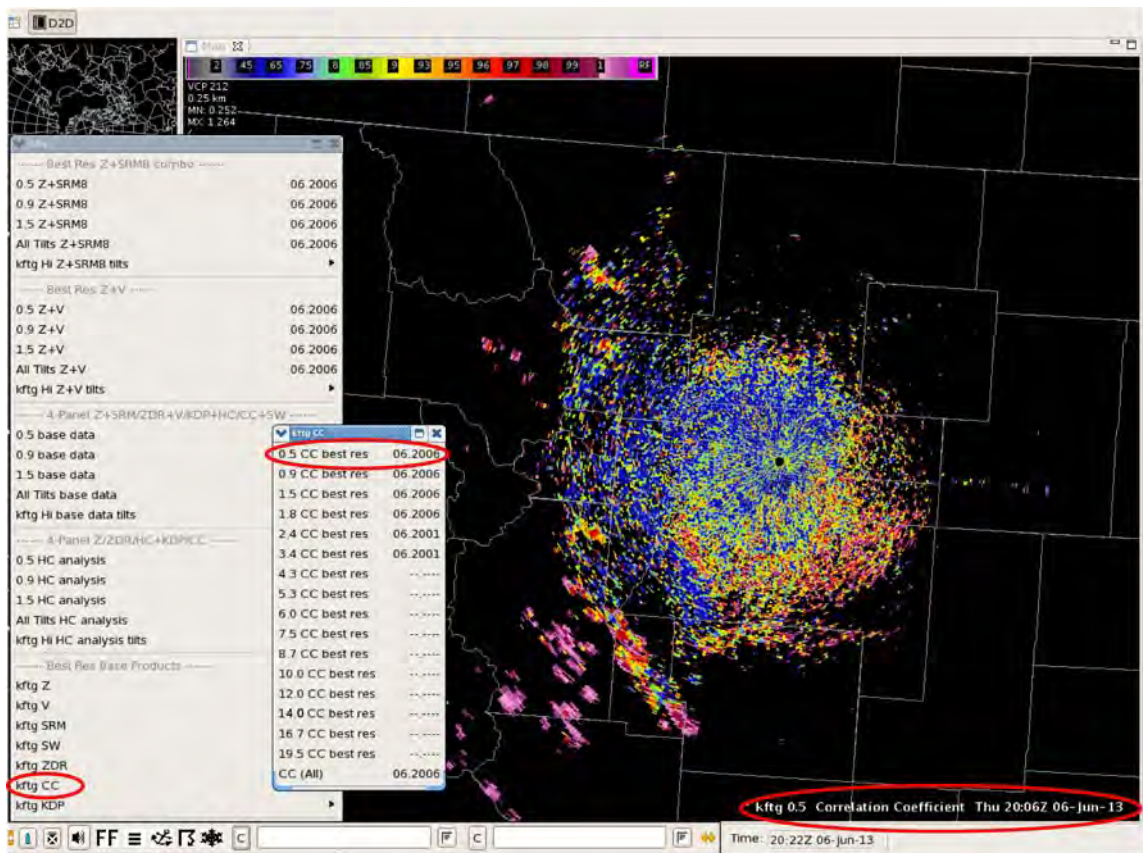 D2D
Main
2 45 65 75 8 85 9 93 95 96 97 98 99 1 RF
VCP 212
0.25 km
MN: 0.252
MX: 1.264
kftg
------ Best Res Z+SRM8 combo ------
0.5 Z+SRM8 06.2006
0.9 Z+SRM8 06.2006
1.5 Z+SRM8 06.2006
All Tilts Z+SRM8 06.2006
kftg Hi Z+SRM8 tilts
------ Best Res Z+V ------
0.5 Z+V 06.2006
0.9 Z+V 06.2006
1.5 Z+V 06.2006
All Tilts Z+V 06.2006
kftg Hi Z+V tilts
------ 4-Panel Z+SRM/ZDR+V/KDP+HC/CC+SW ------
0.5 base data
0.9 base data
1.5 base data
All Tilts base data
kftg Hi base data tilts
------ 4-Panel Z/ZDR/HC+KDP/CC ------
0.5 HC analysis
0.9 HC analysis
1.5 HC analysis
All Tilts HC analysis
kftg Hi HC analysis tilts
------ Best Res Base Products ------
kftg Z
kftg V
kftg SRM
kftg SW
kftg ZDR
kftg CC
kftg KDP
kftg CC
0.5 CC best res 06.2006
0.9 CC best res 06.2006
1.5 CC best res 06.2006
1.8 CC best res 06.2006
2.4 CC best res 06.2001
3.4 CC best res 06.2001
4.3 CC best res --.----
5.3 CC best res --.----
6.0 CC best res --.----
7.5 CC best res --.----
8.7 CC best res --.----
10.0 CC best res --.----
12.0 CC best res --.----
14.0 CC best res --.----
16.7 CC best res --.----
19.5 CC best res --.----
CC (All) 06.2006
kftg 0.5 Correlation Coefficient Thu 20:06Z 06-Jun-13
FF C C Time: 20:22Z 06-Jun-13